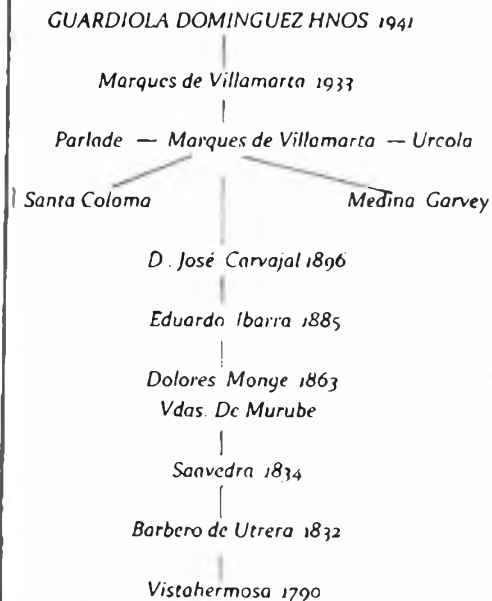 GUARDIOLA DOMINGUEZ HNOS 1941
Marques de Villamarta 1933
Parlade — Marques de Villamarta — Urcola
Santa Coloma Medina Garvey
D. José Carvajal 1896
Eduardo Ibarra 1885
Dolores Monge 1863
Vdas. De Murube
Saavedra 1834
Barbero de Utrera 1832
Vistahermosa 1790